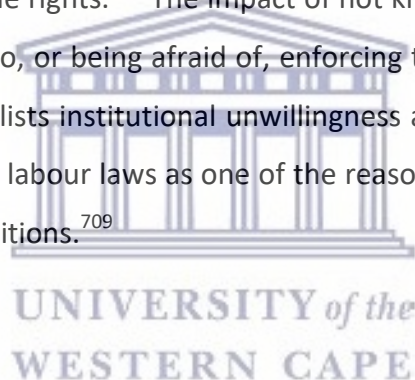 e rights.
The impact of not k
o, or being afraid of, enforcing t
lists institutional unwillingness a
labour laws as one of the reaso
itions.709
UNIVERSITY of the
WESTERN CAPE